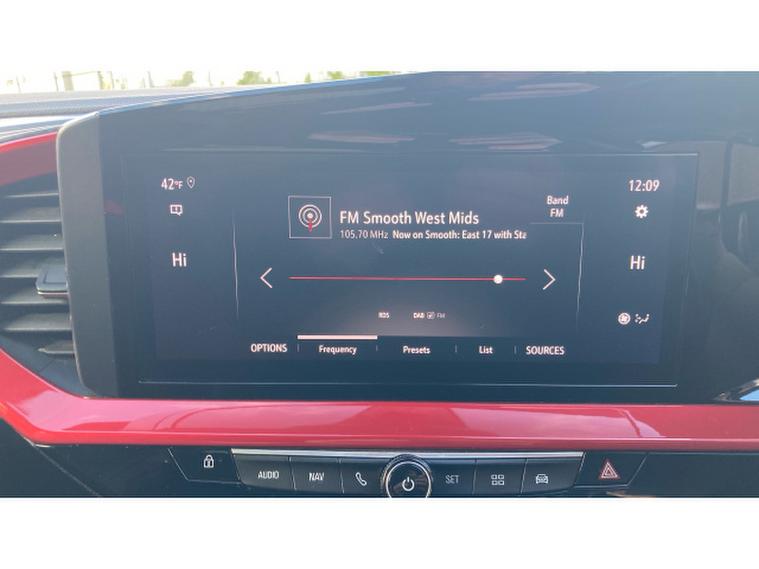 42°F
12:09
Band
FM
FM Smooth West Mids
105.70 MHz Now on Smooth: East 17 with Sta
Hi
Hi
RDS DAB FM
OPTIONS Frequency Presets List SOURCES
AUDIO NAV SET